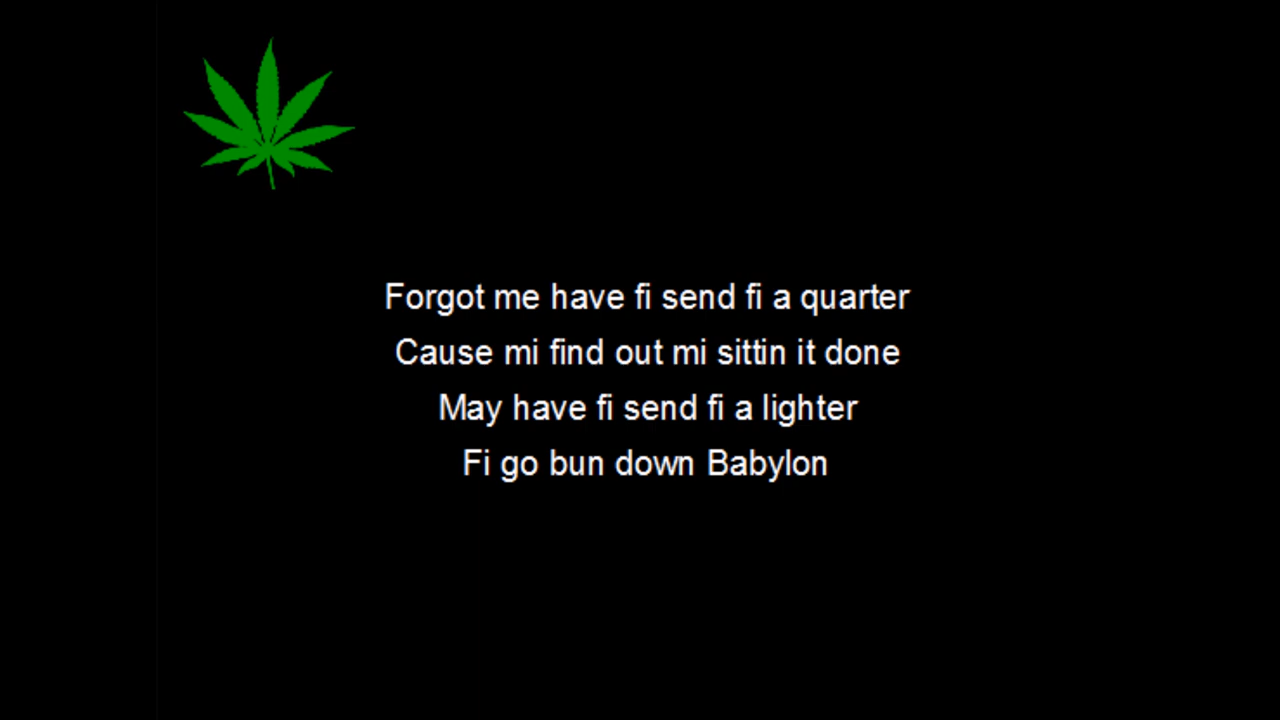 Forgot me have fi send fi a quarter
Cause mi find out mi sittin it done
May have fi send fi a lighter
Fi go bun down Babylon